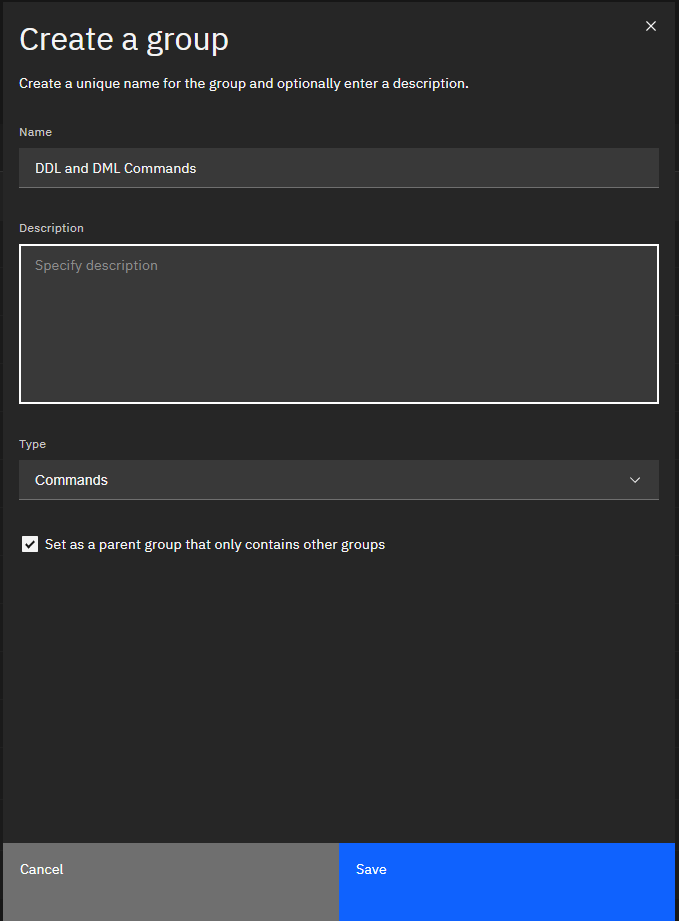 Create a group
Create a unique name for the group and optionally enter a description.
Name
DDL and DML Commands
Description
Specify description
Type
Commands
Set as a parent group that only contains other groups
Cancel
Save